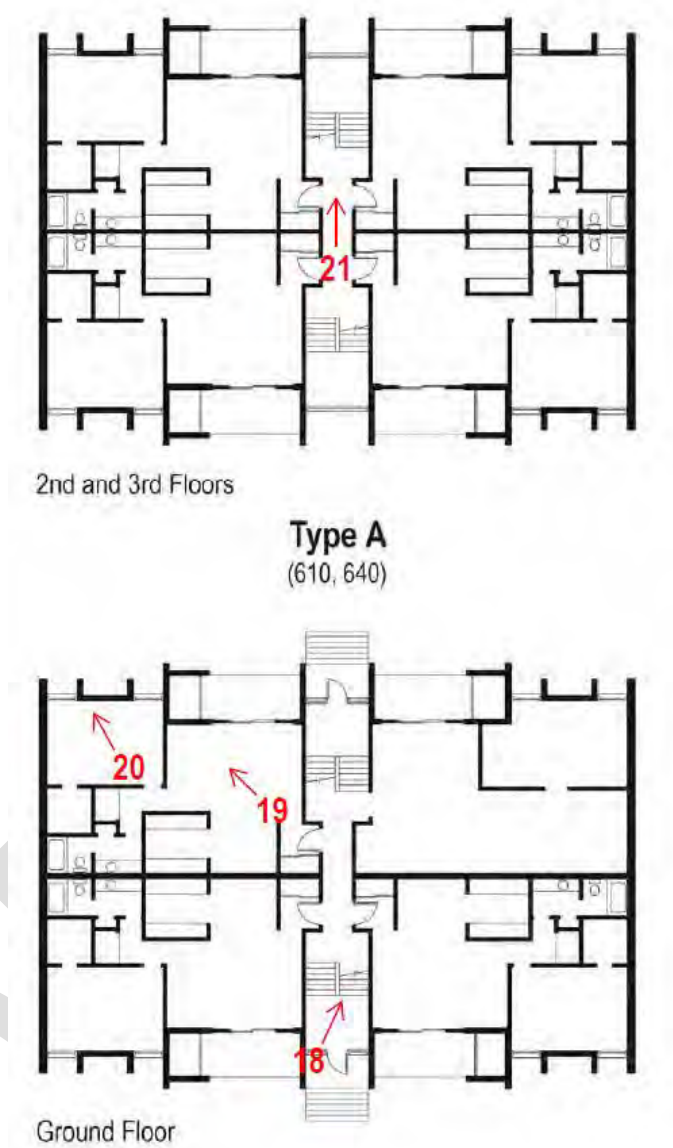 21
2nd and 3rd Floors
Type A
(610, 640)
20
19
18
Ground Floor